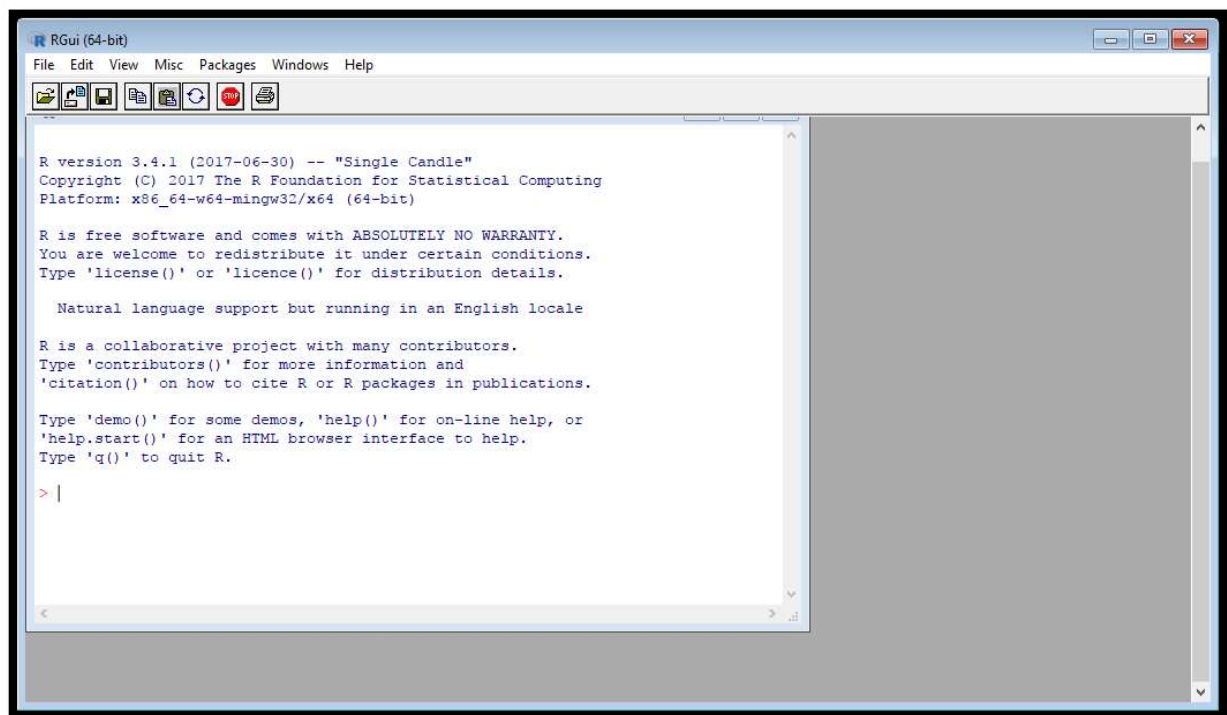 RGui (64-bit)
File Edit View Misc Packages Windows Help
STOP
R version 3.4.1 (2017-06-30) -- "Single Candle"
Copyright (C) 2017 The R Foundation for Statistical Computing
Platform: x86_64-w64-mingw32/x64 (64-bit)
R is free software and comes with ABSOLUTELY NO WARRANTY.
You are welcome to redistribute it under certain conditions.
Type 'license()' or 'licence()' for distribution details.
Natural language support but running in an English locale
R is a collaborative project with many contributors.
Type 'contributors()' for more information and
'citation()' on how to cite R or R packages in publications.
Type 'demo()' for some demos, 'help()' for on-line help, or
'help.start()' for an HTML browser interface to help.
Type 'q()' to quit R.
>